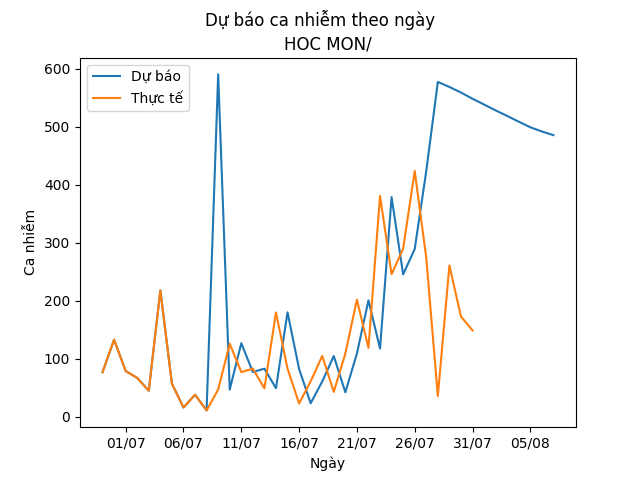 Dự báo ca nhiễm theo ngày
HOC MON/
Dự báo
Thực tế
Ca nhiễm
600
500
400
300
200
100
0
01/07 06/07 11/07 16/07 21/07 26/07 31/07 05/08
Ngày